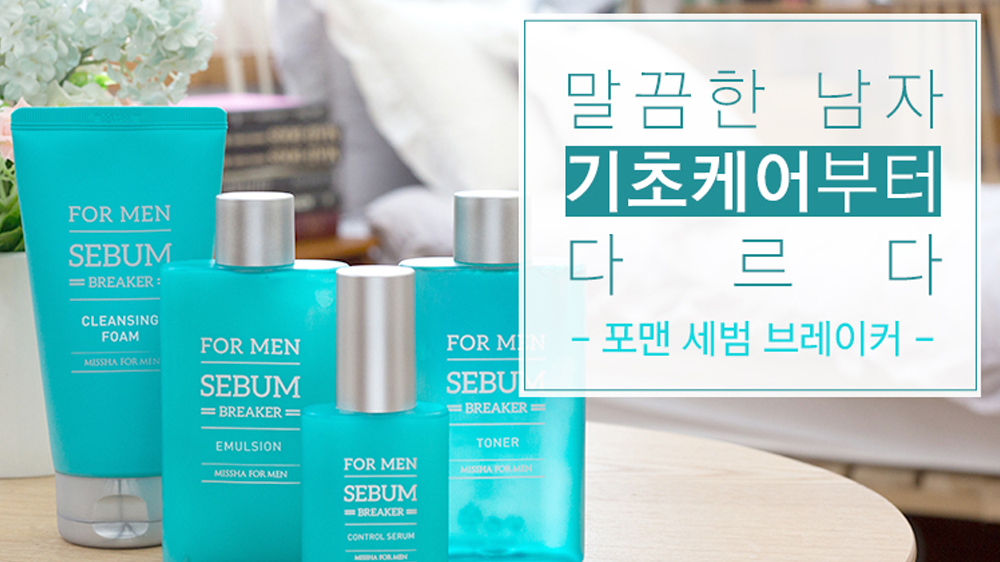 말끔한 남자
기초케어부터
다르다
- 포맨 세범 브레이커 -
FOR MEN
SEBUM
BREAKER
CLEANSING
FOAM
MISSHA FOR MEN
FOR MEN
SEBUM
BREAKER
EMULSION
MISSHA FOR MEN
FOR MEN
SEBUM
BREAKER
CONTROL SERUM
MISSHA FOR MEN
FOR MEN
SEBUM
BREAKER
TONER
MISSHA FOR MEN